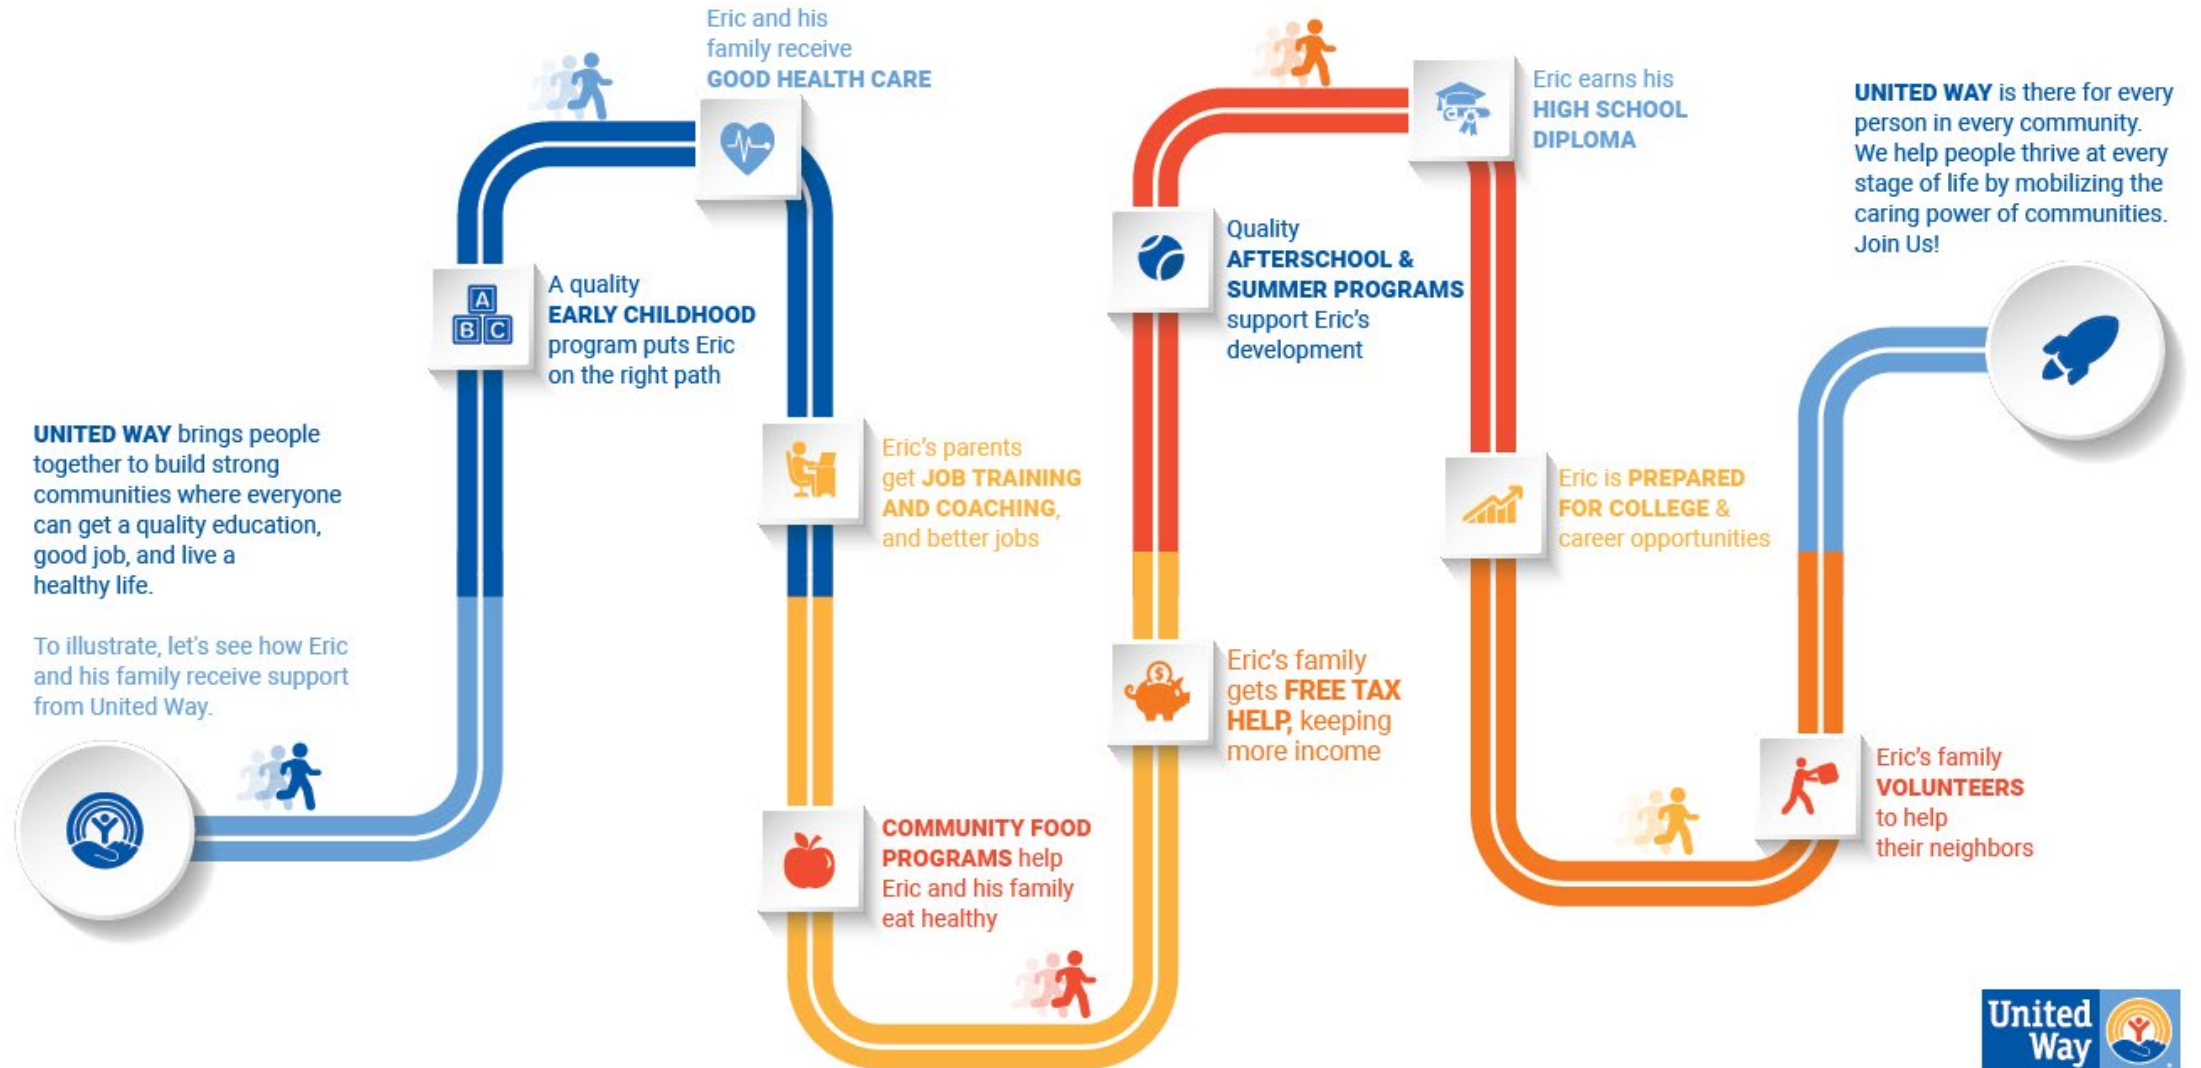 UNITED WAY brings people
together to build strong
communities where everyone
can get a quality education,
good job, and live a
healthy life.
To illustrate, let's see how Eric
and his family receive support
from United Way.
A
B C
A quality
EARLY CHILDHOOD
program puts Eric
on the right path
Eric and his
family receive
GOOD HEALTH CARE
Eric's parents
get JOB TRAINING
AND COACHING,
and better jobs
COMMUNITY FOOD
PROGRAMS help
Eric and his family
eat healthy
$
Eric's family
gets FREE TAX
HELP, keeping
more income
Quality
AFTERSCHOOL &
SUMMER PROGRAMS
support Eric's
development
Eric earns his
HIGH SCHOOL
DIPLOMA
Eric is PREPARED
FOR COLLEGE &
career opportunities
Eric's family
VOLUNTEERS
to help
their neighbors
UNITED WAY is there for every
person in every community.
We help people thrive at every
stage of life by mobilizing the
caring power of communities.
Join Us!
United
Way